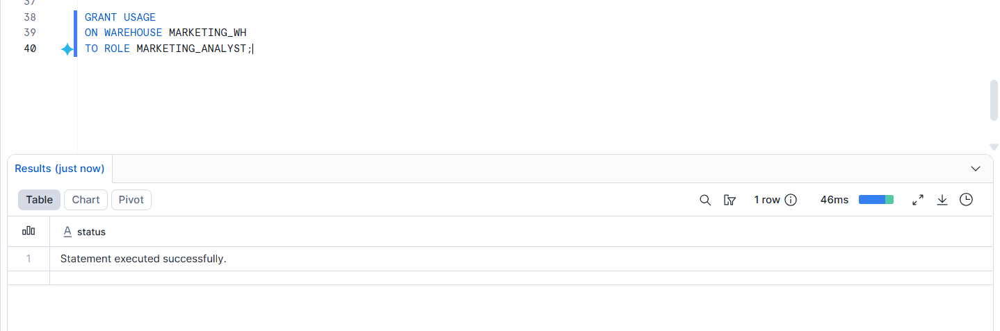 37
38 GRANT USAGE
39 ON WAREHOUSE MARKETING_WH
40 TO ROLE MARKETING_ANALYST;
Results (just now)
Table Chart Pivot 1 row 46ms
A status
1 Statement executed successfully.